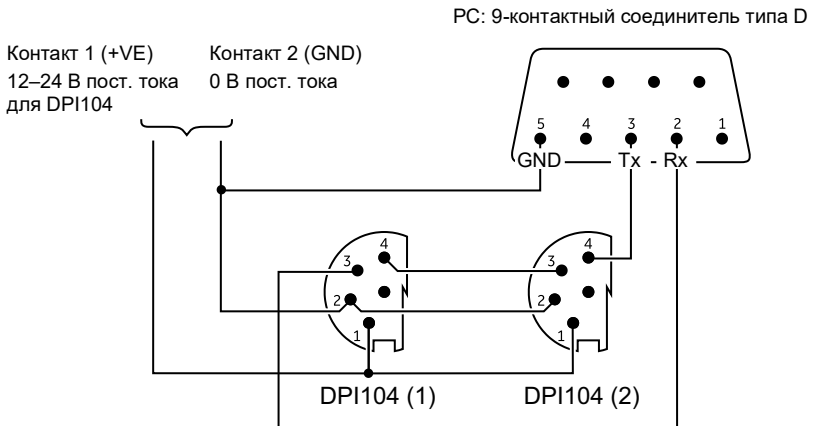 PC: 9-контактный соединитель типа D
Контакт 1 (+VE)
12–24 В пост. тока
для DPI104
Контакт 2 (GND)
0 В пост. тока
5 4 3 2 1
GND Tx - Rx
4
3
2
1
4
3
2
1
DPI104 (1)
DPI104 (2)